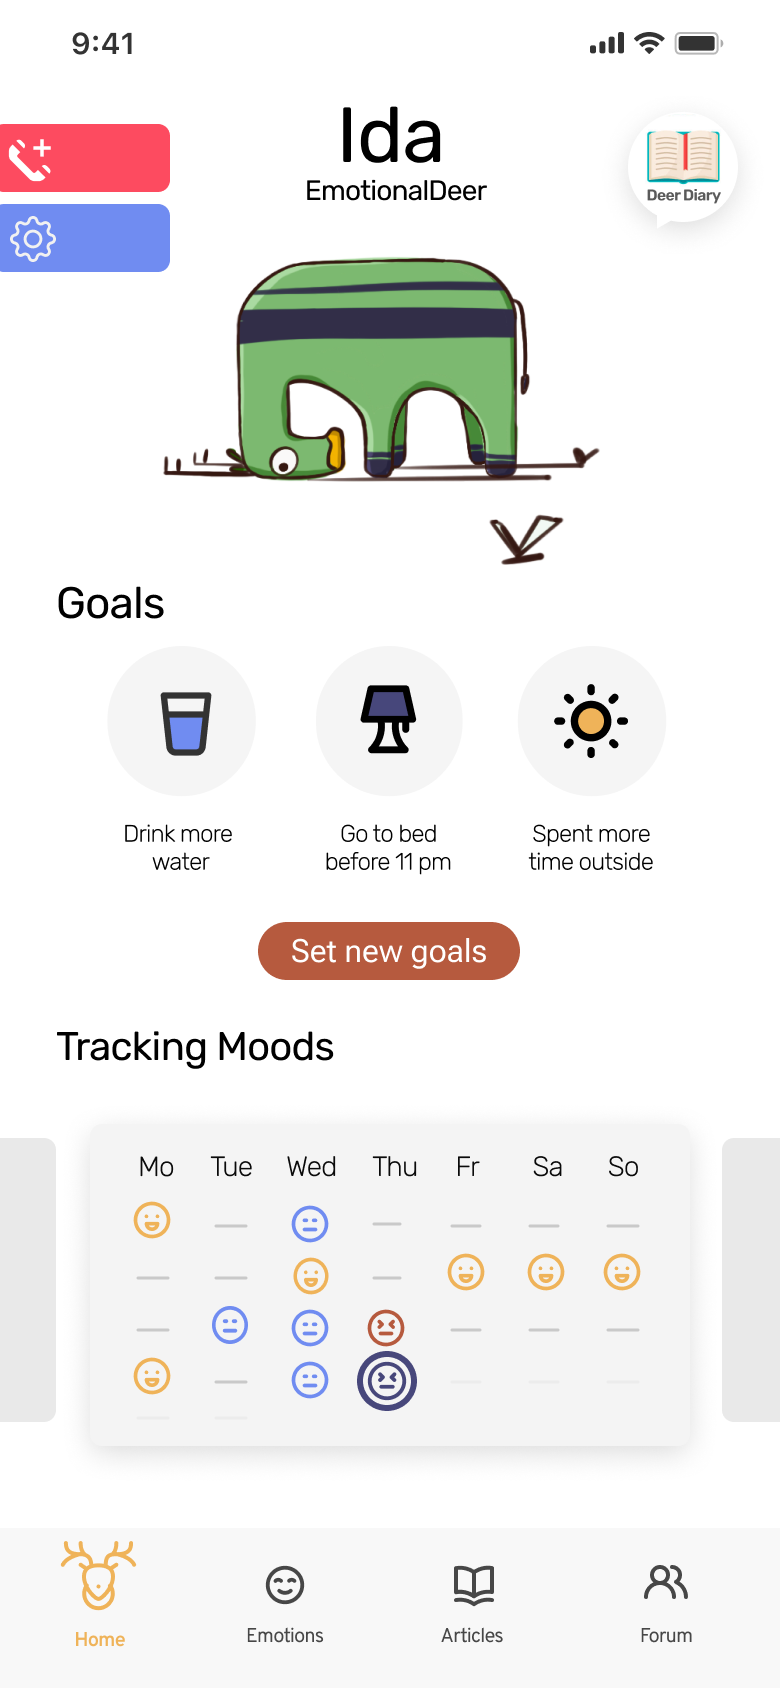 9:41
Ida
EmotionalDeer
Deer Diary
Goals
Drink more
water
Go to bed
before 11 pm
Spent more
time outside
Set new goals
Tracking Moods
Mo Tue Wed Thu Fr Sa So
Home Emotions Articles Forum